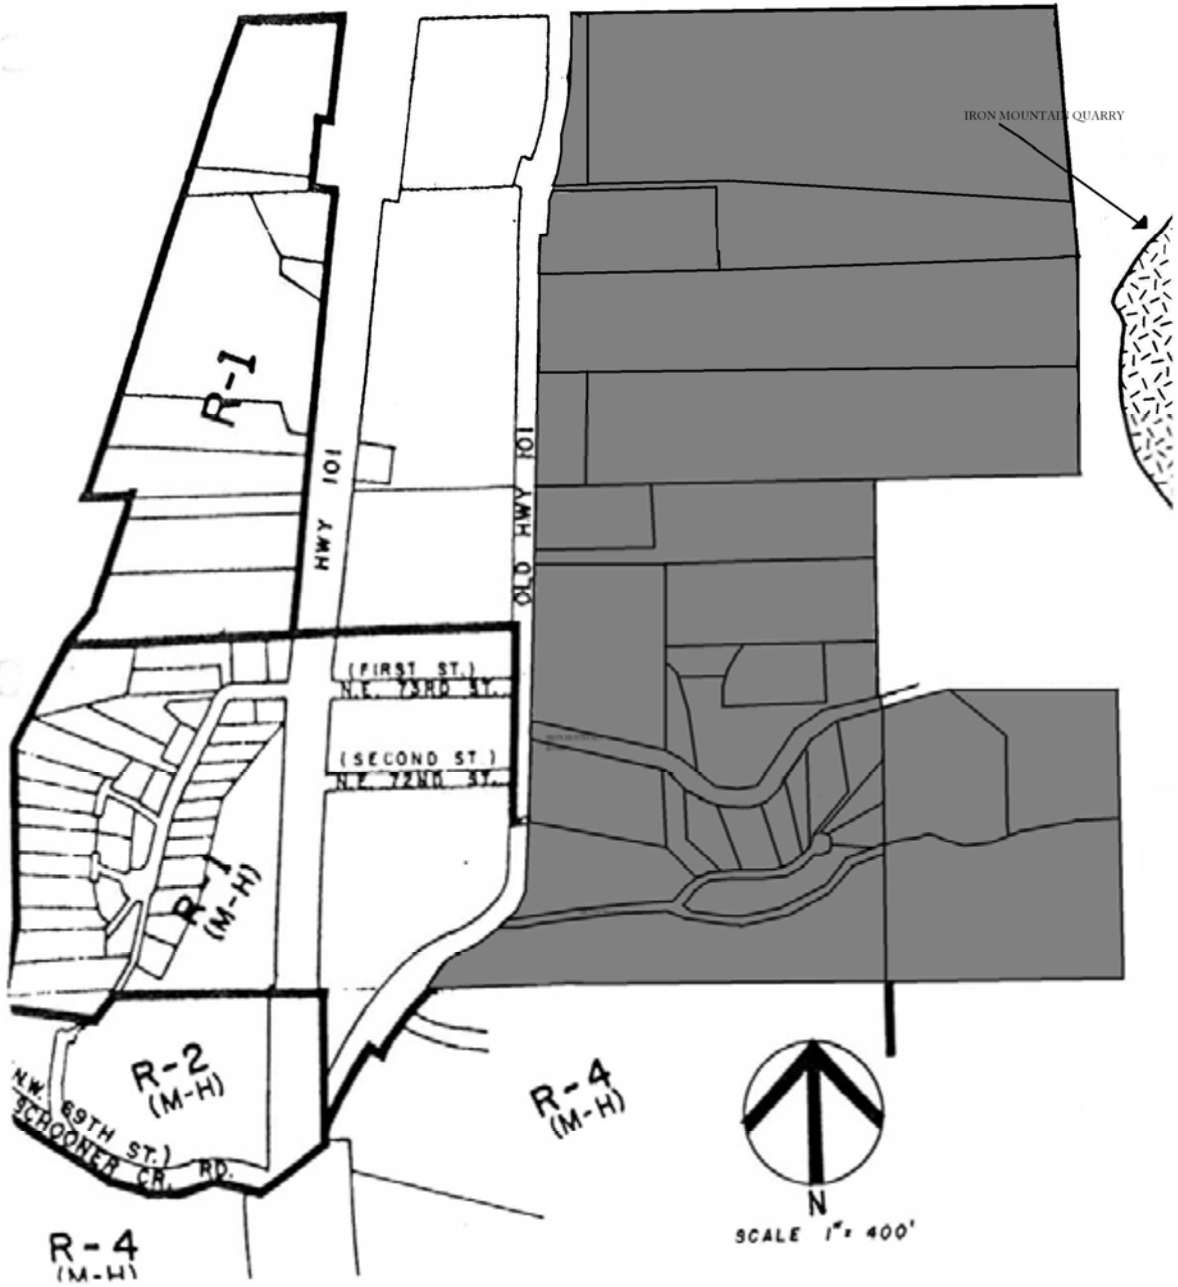 IRON MOUNTAIN QUARRY
R-1
HWY 101
OLD HWY 101
(FIRST ST.)
N.E. 73RD ST.
(SECOND ST.)
N.E. 72ND ST.
R-1
(M-H)
R-2
(M-H)
R-4
(M-H)
N.W. 69TH ST.)
SCHOONER CR. RD.
N
SCALE 1"= 400'
R-4
(M-H)